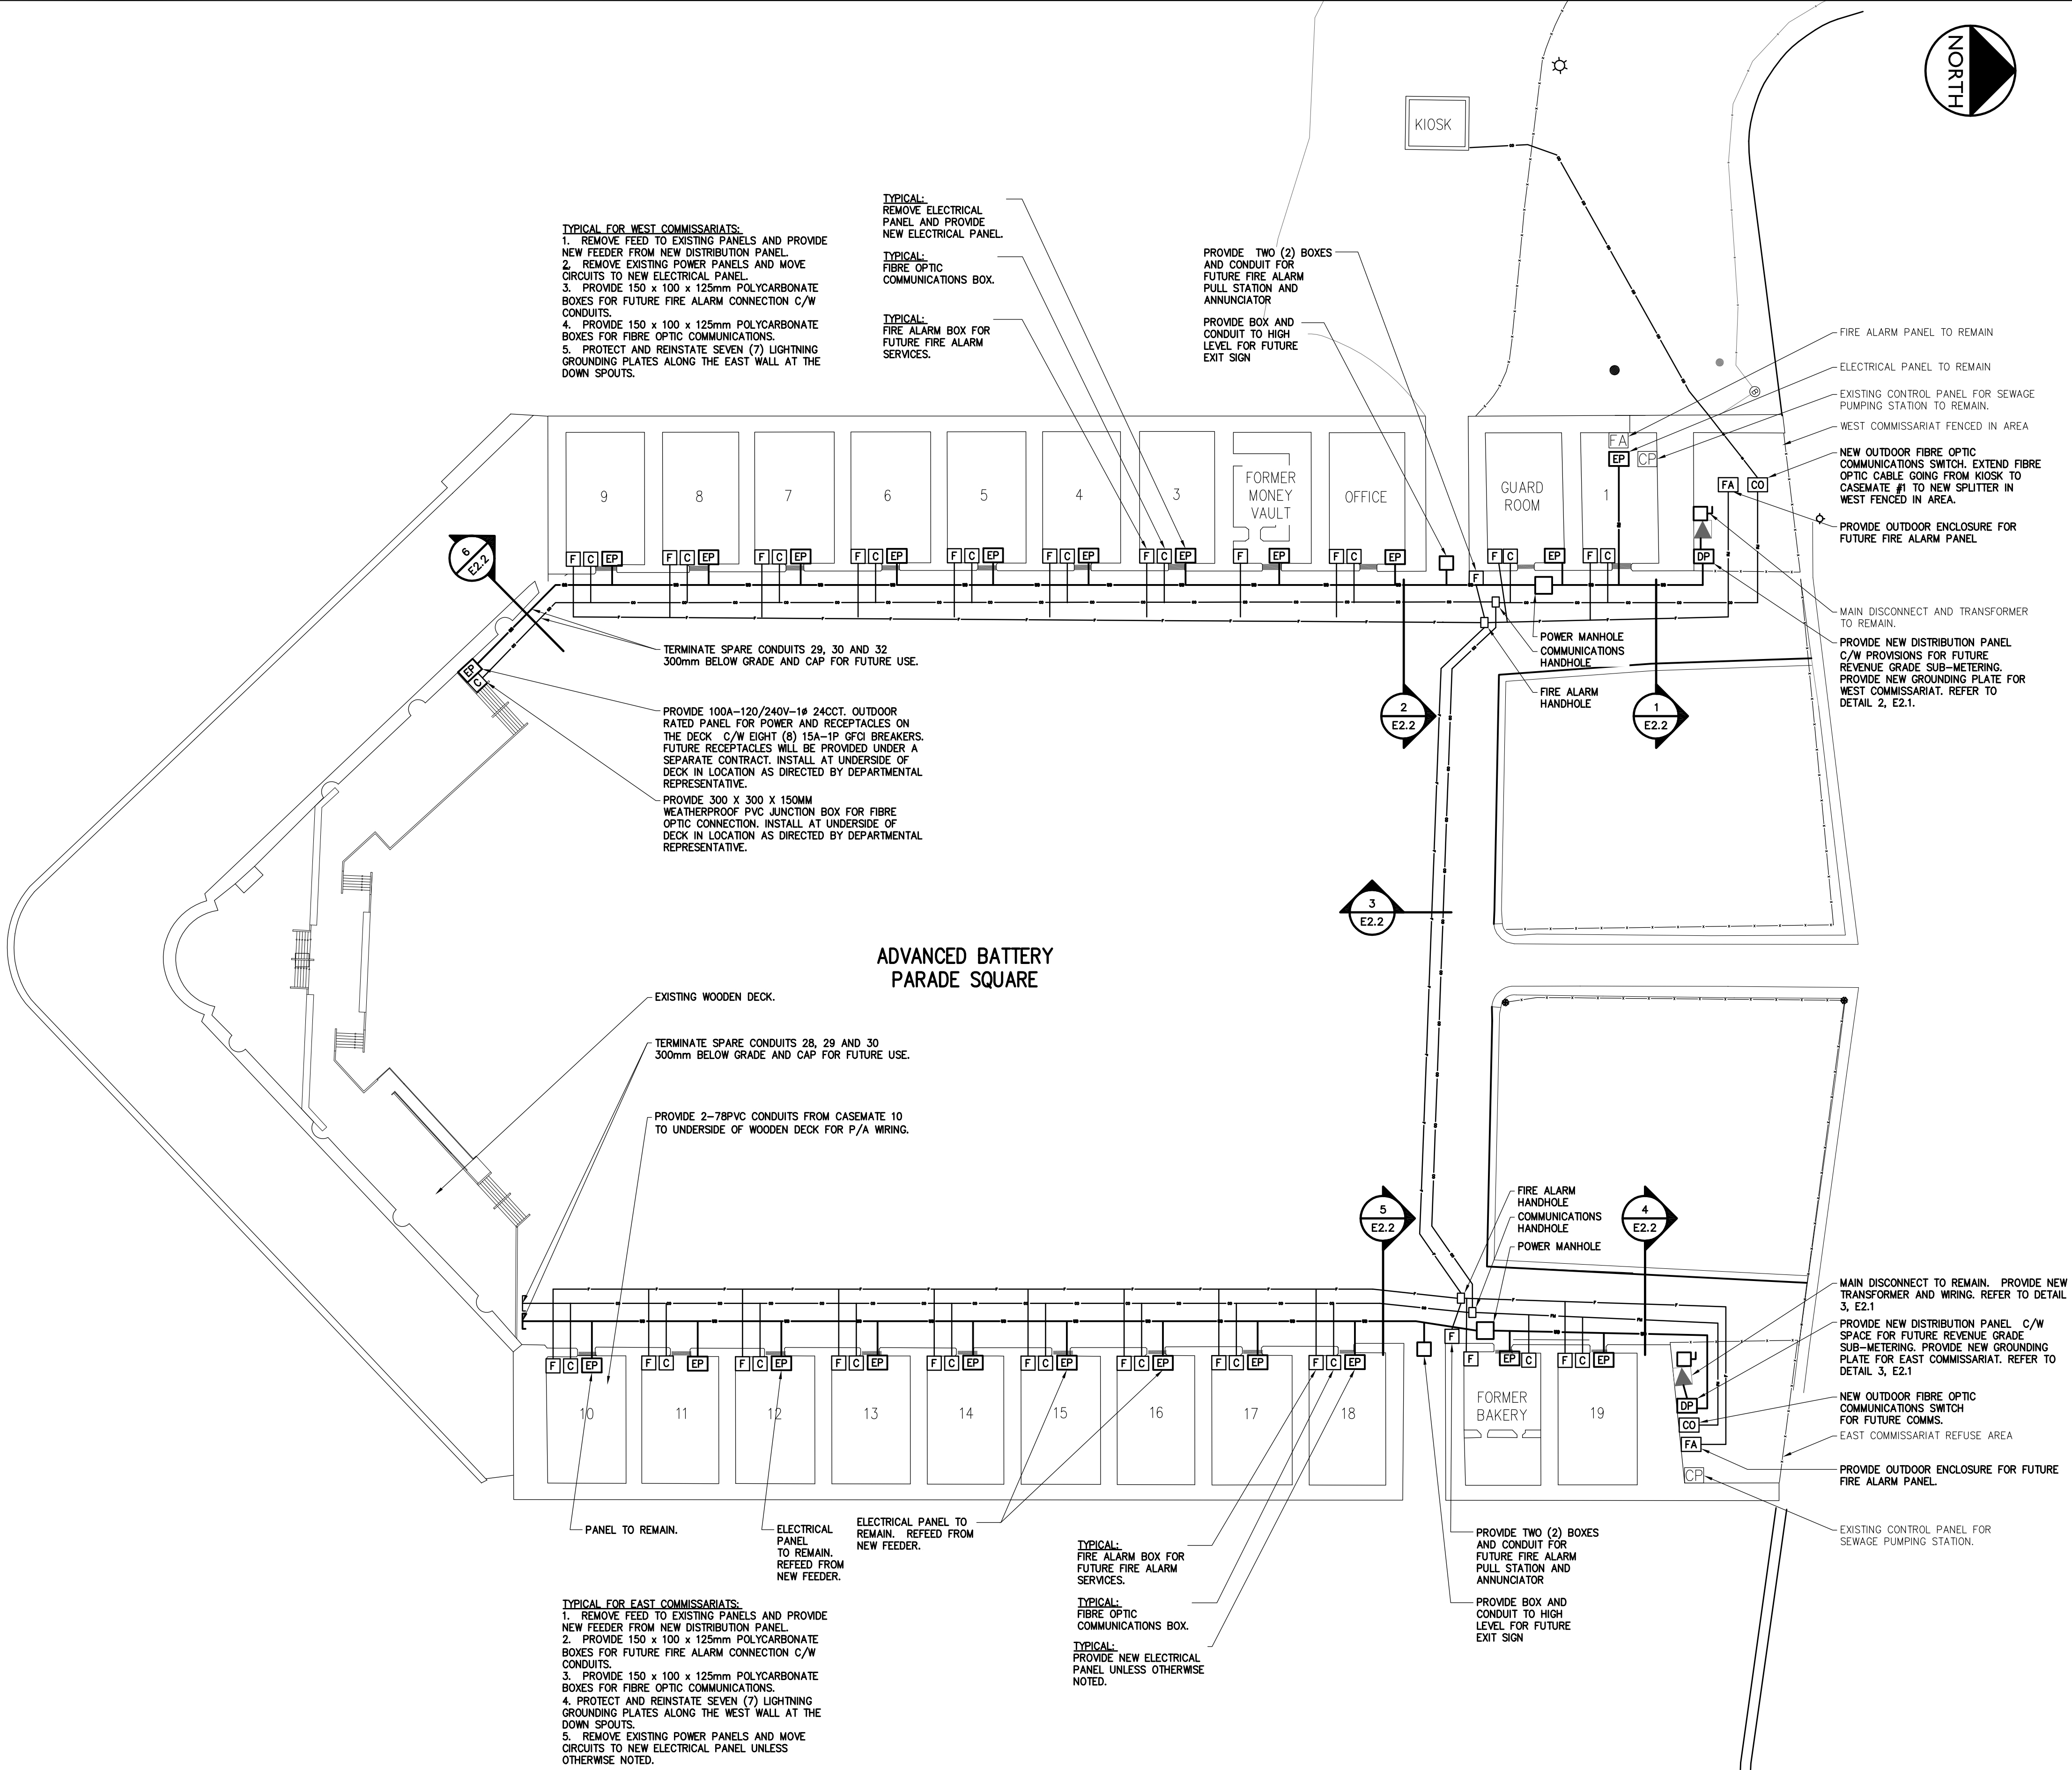 NORTH
KIOSK
TYPICAL FOR WEST COMMISSARIATS:
1. REMOVE FEED TO EXISTING PANELS AND PROVIDE
NEW FEEDER FROM NEW DISTRIBUTION PANEL.
2. REMOVE EXISTING POWER PANELS AND MOVE
CIRCUITS TO NEW ELECTRICAL PANEL.
3. PROVIDE 150 x 100 x 125mm POLYCARBONATE
BOXES FOR FUTURE FIRE ALARM CONNECTION C/W
CONDUITS.
4. PROVIDE 150 x 100 x 125mm POLYCARBONATE
BOXES FOR FIBRE OPTIC COMMUNICATIONS.
5. PROTECT AND REINSTATE SEVEN (7) LIGHTNING
GROUNDING PLATES ALONG THE EAST WALL AT THE
DOWN SPOUTS.
TYPICAL:
REMOVE ELECTRICAL
PANEL AND PROVIDE
NEW ELECTRICAL PANEL.
TYPICAL:
FIBRE OPTIC
COMMUNICATIONS BOX.
TYPICAL:
FIRE ALARM BOX FOR
FUTURE FIRE ALARM
SERVICES.
PROVIDE TWO (2) BOXES
AND CONDUIT FOR
FUTURE FIRE ALARM
PULL STATION AND
ANNUNCIATOR
PROVIDE BOX AND
CONDUIT TO HIGH
LEVEL FOR FUTURE
EXIT SIGN
FIRE ALARM PANEL TO REMAIN
ELECTRICAL PANEL TO REMAIN
EXISTING CONTROL PANEL FOR SEWAGE
PUMPING STATION TO REMAIN.
WEST COMMISSARIAT FENCED IN AREA
NEW OUTDOOR FIBRE OPTIC
COMMUNICATIONS SWITCH. EXTEND FIBRE
OPTIC CABLE GOING FROM KIOSK TO
CASEMATE #1 TO NEW SPLITTER IN
WEST FENCED IN AREA.
PROVIDE OUTDOOR ENCLOSURE FOR
FUTURE FIRE ALARM PANEL
MAIN DISCONNECT AND TRANSFORMER
TO REMAIN.
PROVIDE NEW DISTRIBUTION PANEL
C/W PROVISIONS FOR FUTURE
REVENUE GRADE SUB-METERING.
PROVIDE NEW GROUNDING PLATE FOR
WEST COMMISSARIAT. REFER TO
DETAIL 2, E2.1.
FA
EP CP
FA CO
DP
9 8 7 6 5 4 3
FORMER
MONEY
VAULT
OFFICE
GUARD
ROOM
1
F C EP F C EP F C EP F C EP F C EP F C EP F C EP F EP F C EP F C EP F C
F
6
E2.2
EP
C
TERMINATE SPARE CONDUITS 29, 30 AND 32
300mm BELOW GRADE AND CAP FOR FUTURE USE.
PROVIDE 100A-120/240V-1ø 24CCT. OUTDOOR
RATED PANEL FOR POWER AND RECEPTACLES ON
THE DECK C/W EIGHT (8) 15A-1P GFCI BREAKERS.
FUTURE RECEPTACLES WILL BE PROVIDED UNDER A
SEPARATE CONTRACT. INSTALL AT UNDERSIDE OF
DECK IN LOCATION AS DIRECTED BY DEPARTMENTAL
REPRESENTATIVE.
PROVIDE 300 X 300 X 150MM
WEATHERPROOF PVC JUNCTION BOX FOR FIBRE
OPTIC CONNECTION. INSTALL AT UNDERSIDE OF
DECK IN LOCATION AS DIRECTED BY DEPARTMENTAL
REPRESENTATIVE.
POWER MANHOLE
COMMUNICATIONS
HANDHOLE
FIRE ALARM
HANDHOLE
2
E2.2
1
E2.2
3
E2.2
ADVANCED BATTERY
PARADE SQUARE
EXISTING WOODEN DECK.
TERMINATE SPARE CONDUITS 28, 29 AND 30
300mm BELOW GRADE AND CAP FOR FUTURE USE.
PROVIDE 2-78PVC CONDUITS FROM CASEMATE 10
TO UNDERSIDE OF WOODEN DECK FOR P/A WIRING.
5
E2.2
4
E2.2
FIRE ALARM
HANDHOLE
COMMUNICATIONS
HANDHOLE
POWER MANHOLE
MAIN DISCONNECT TO REMAIN. PROVIDE NEW
TRANSFORMER AND WIRING. REFER TO DETAIL
3, E2.1
PROVIDE NEW DISTRIBUTION PANEL C/W
SPACE FOR FUTURE REVENUE GRADE
SUB-METERING. PROVIDE NEW GROUNDING
PLATE FOR EAST COMMISSARIAT. REFER TO
DETAIL 3, E2.1
NEW OUTDOOR FIBRE OPTIC
COMMUNICATIONS SWITCH
FOR FUTURE COMMS.
EAST COMMISSARIAT REFUSE AREA
PROVIDE OUTDOOR ENCLOSURE FOR FUTURE
FIRE ALARM PANEL.
EXISTING CONTROL PANEL FOR
SEWAGE PUMPING STATION.
F
F C EP F C EP F C EP F C EP F C EP F C EP F C EP F C EP F C EP F EP C F C EP
10 11 12 13 14 15 16 17 18
FORMER
BAKERY
19
DP
CO
FA
CP
PANEL TO REMAIN.
ELECTRICAL
PANEL
TO REMAIN.
REFEED FROM
NEW FEEDER.
ELECTRICAL PANEL TO
REMAIN. REFEED FROM
NEW FEEDER.
TYPICAL:
FIRE ALARM BOX FOR
FUTURE FIRE ALARM
SERVICES.
TYPICAL:
FIBRE OPTIC
COMMUNICATIONS BOX.
TYPICAL:
PROVIDE NEW ELECTRICAL
PANEL UNLESS OTHERWISE
NOTED.
PROVIDE TWO (2) BOXES
AND CONDUIT FOR
FUTURE FIRE ALARM
PULL STATION AND
ANNUNCIATOR
PROVIDE BOX AND
CONDUIT TO HIGH
LEVEL FOR FUTURE
EXIT SIGN
TYPICAL FOR EAST COMMISSARIATS:
1. REMOVE FEED TO EXISTING PANELS AND PROVIDE
NEW FEEDER FROM NEW DISTRIBUTION PANEL.
2. PROVIDE 150 x 100 x 125mm POLYCARBONATE
BOXES FOR FUTURE FIRE ALARM CONNECTION C/W
CONDUITS.
3. PROVIDE 150 x 100 x 125mm POLYCARBONATE
BOXES FOR FIBRE OPTIC COMMUNICATIONS.
4. PROTECT AND REINSTATE SEVEN (7) LIGHTNING
GROUNDING PLATES ALONG THE WEST WALL AT THE
DOWN SPOUTS.
5. REMOVE EXISTING POWER PANELS AND MOVE
CIRCUITS TO NEW ELECTRICAL PANEL UNLESS
OTHERWISE NOTED.